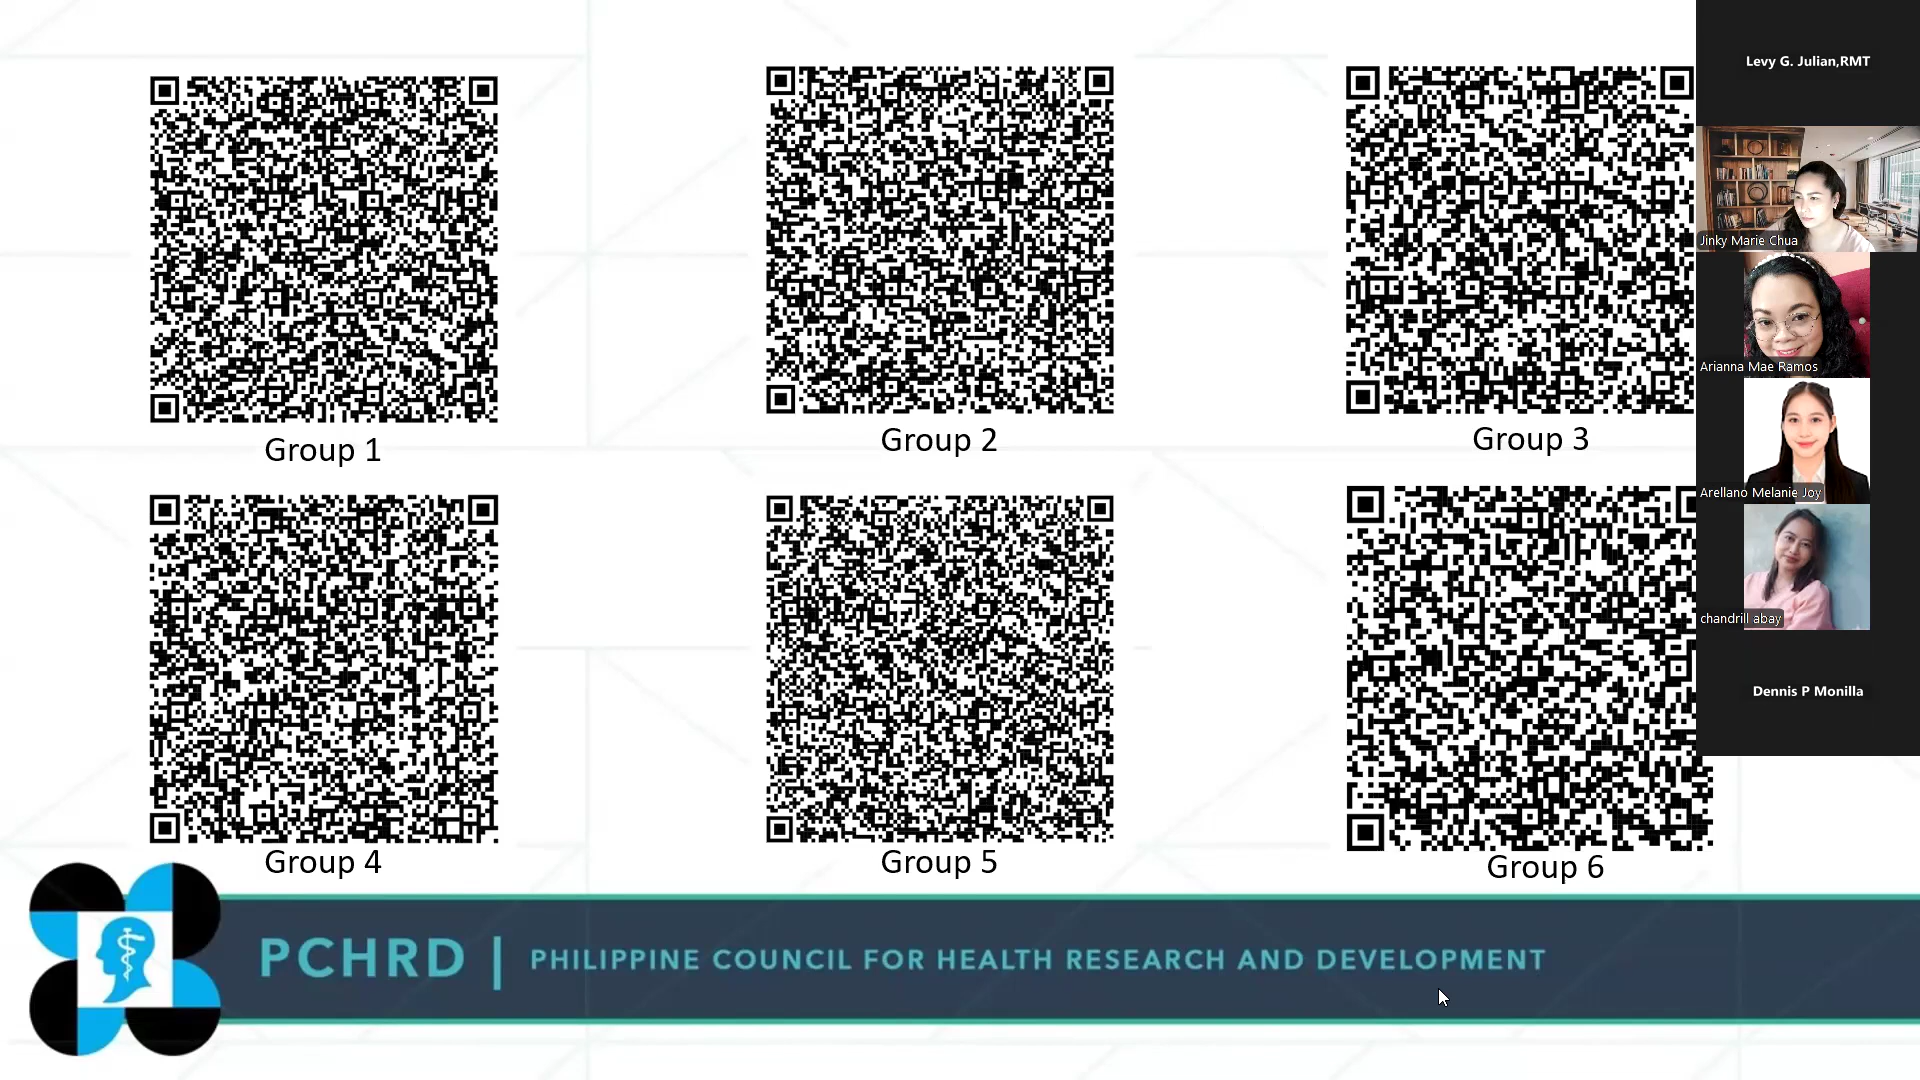 Group 1
Group 2
Group 3
Group 4
Group 5
Group 6
PCHRD | PHILIPPINE COUNCIL FOR HEALTH RESEARCH AND DEVELOPMENT
Levy G. Julian,RMT
Jinky Marie Chua
Arianna Mae Ramos
Arellano Melanie Joy
chandrill abay
Dennis P Monilla